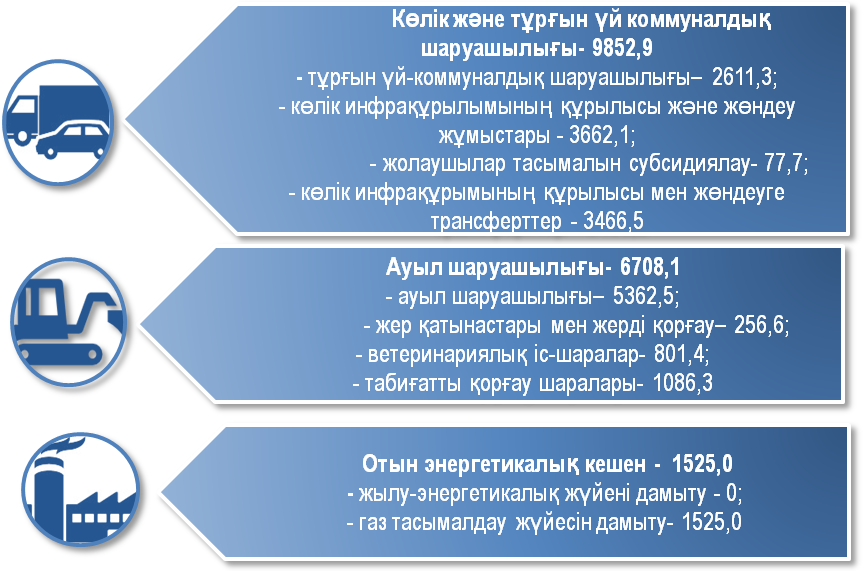 Көлік және тұрғын үй коммуналдық
шаруашылығы- 9852,9
- тұрғын үй-коммуналдық шаруашылығы– 2611,3;
- көлік инфрақұрылымының құрылысы және жөндеу
жұмыстары - 3662,1;
- жолаушылар тасымалын субсидиялау- 77,7;
- көлік инфрақұрымының құрылысы мен жөндеуге
трансферттер - 3466,5
Ауыл шаруашылығы- 6708,1
- ауыл шаруашылығы– 5362,5;
- жер қатынастары мен жерді қорғау– 256,6;
- ветеринариялық іс-шаралар- 801,4;
- табиғатты қорғау шаралары- 1086,3
Отын энергетикалық кешен - 1525,0
- жылу-энергетикалық жүйені дамыту - 0;
- газ тасымалдау жүйесін дамыту- 1525,0